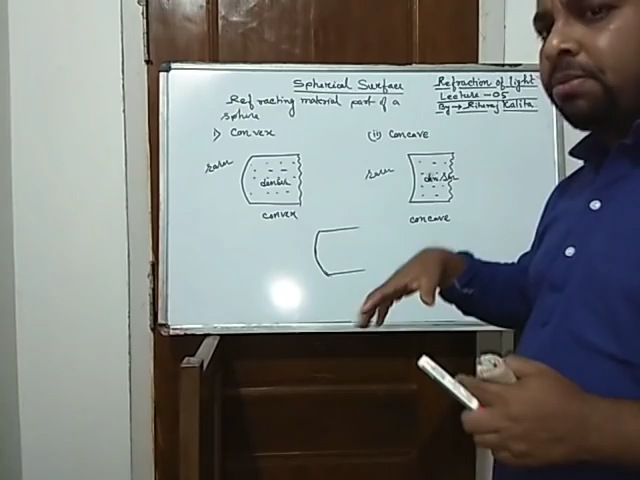 Spherical Surface
Refraction of light
Lecture - 05
By → Rituraj Kalita
Refracting material part of a
sphere
i) Convex
(ii) Concave
rarer
denser
rarer
denser
convex
concave